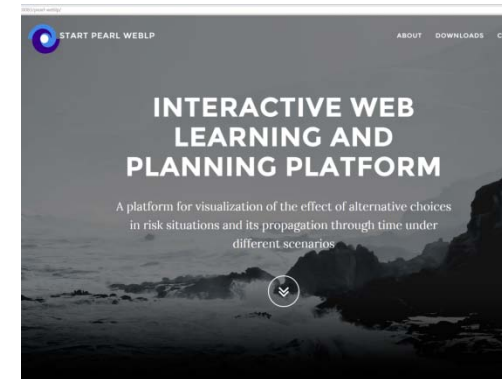 START PEARL WEBLP
ABOUT DOWNLOADS
INTERACTIVE WEB
LEARNING AND
PLANNING PLATFORM
A platform for visualization of the effect of alternative choices
in risk situations and its propagation through time under
different scenarios